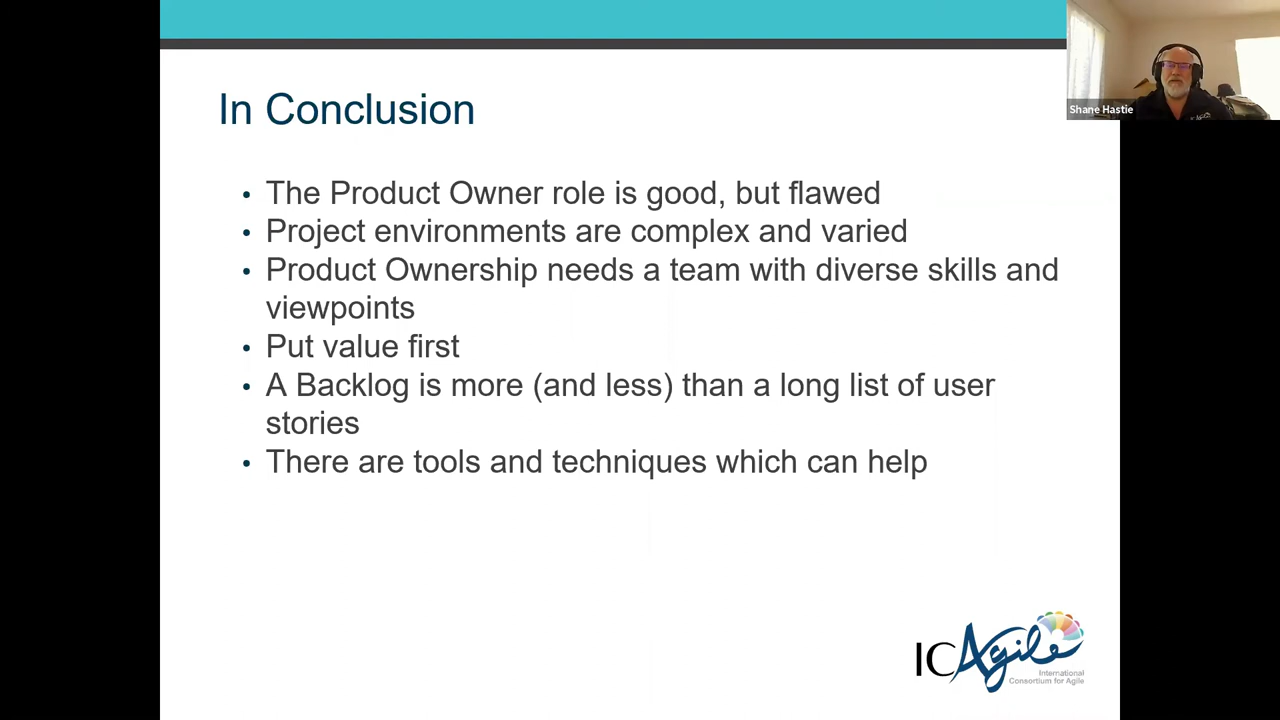 In Conclusion
• The Product Owner role is good, but flawed
• Project environments are complex and varied
• Product Ownership needs a team with diverse skills and
viewpoints
• Put value first
• A Backlog is more (and less) than a long list of user
stories
• There are tools and techniques which can help
Shane Hastie
ICAgile
International
Consortium for Agile